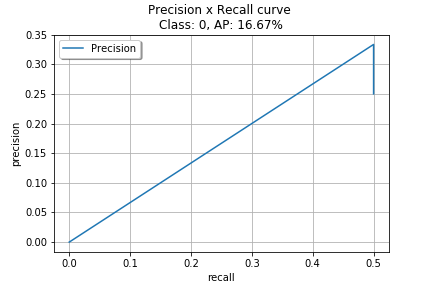 Precision x Recall curve
Class: 0, AP: 16.67%
Precision
0.35
0.30
0.25
0.20
0.15
0.10
0.05
0.00
precision
0.0 0.1 0.2 0.3 0.4 0.5
recall